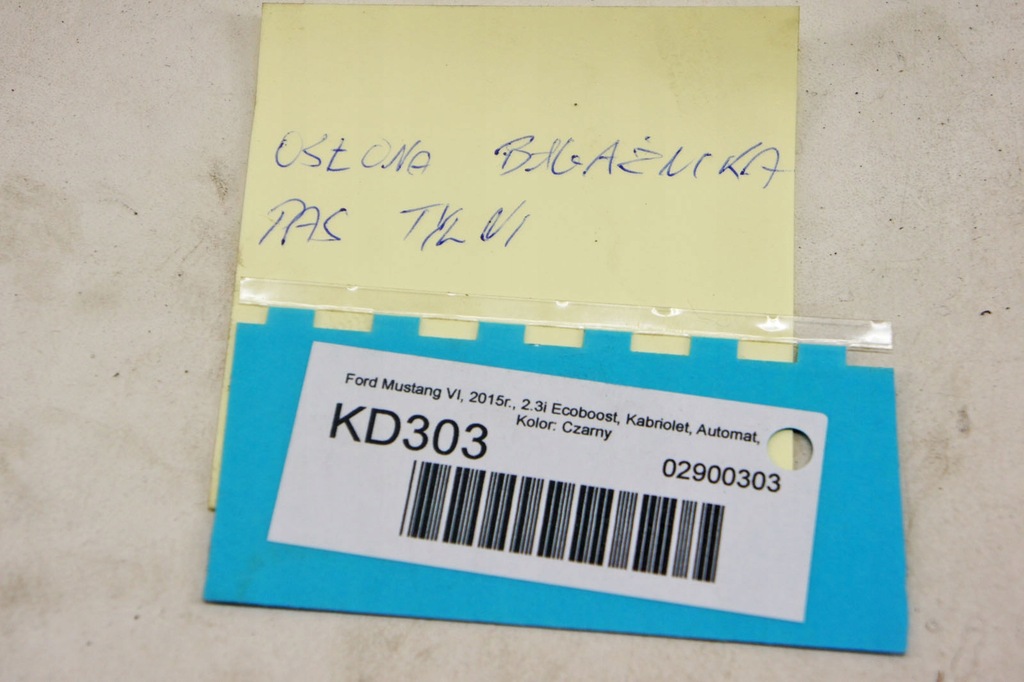 OSŁONA BAGAŻNIKA
PAS TYLNI
Ford Mustang VI, 2015r., 2.3i Ecoboost, Kabriolet, Automat,
Kolor: Czarny
KD303
02900303